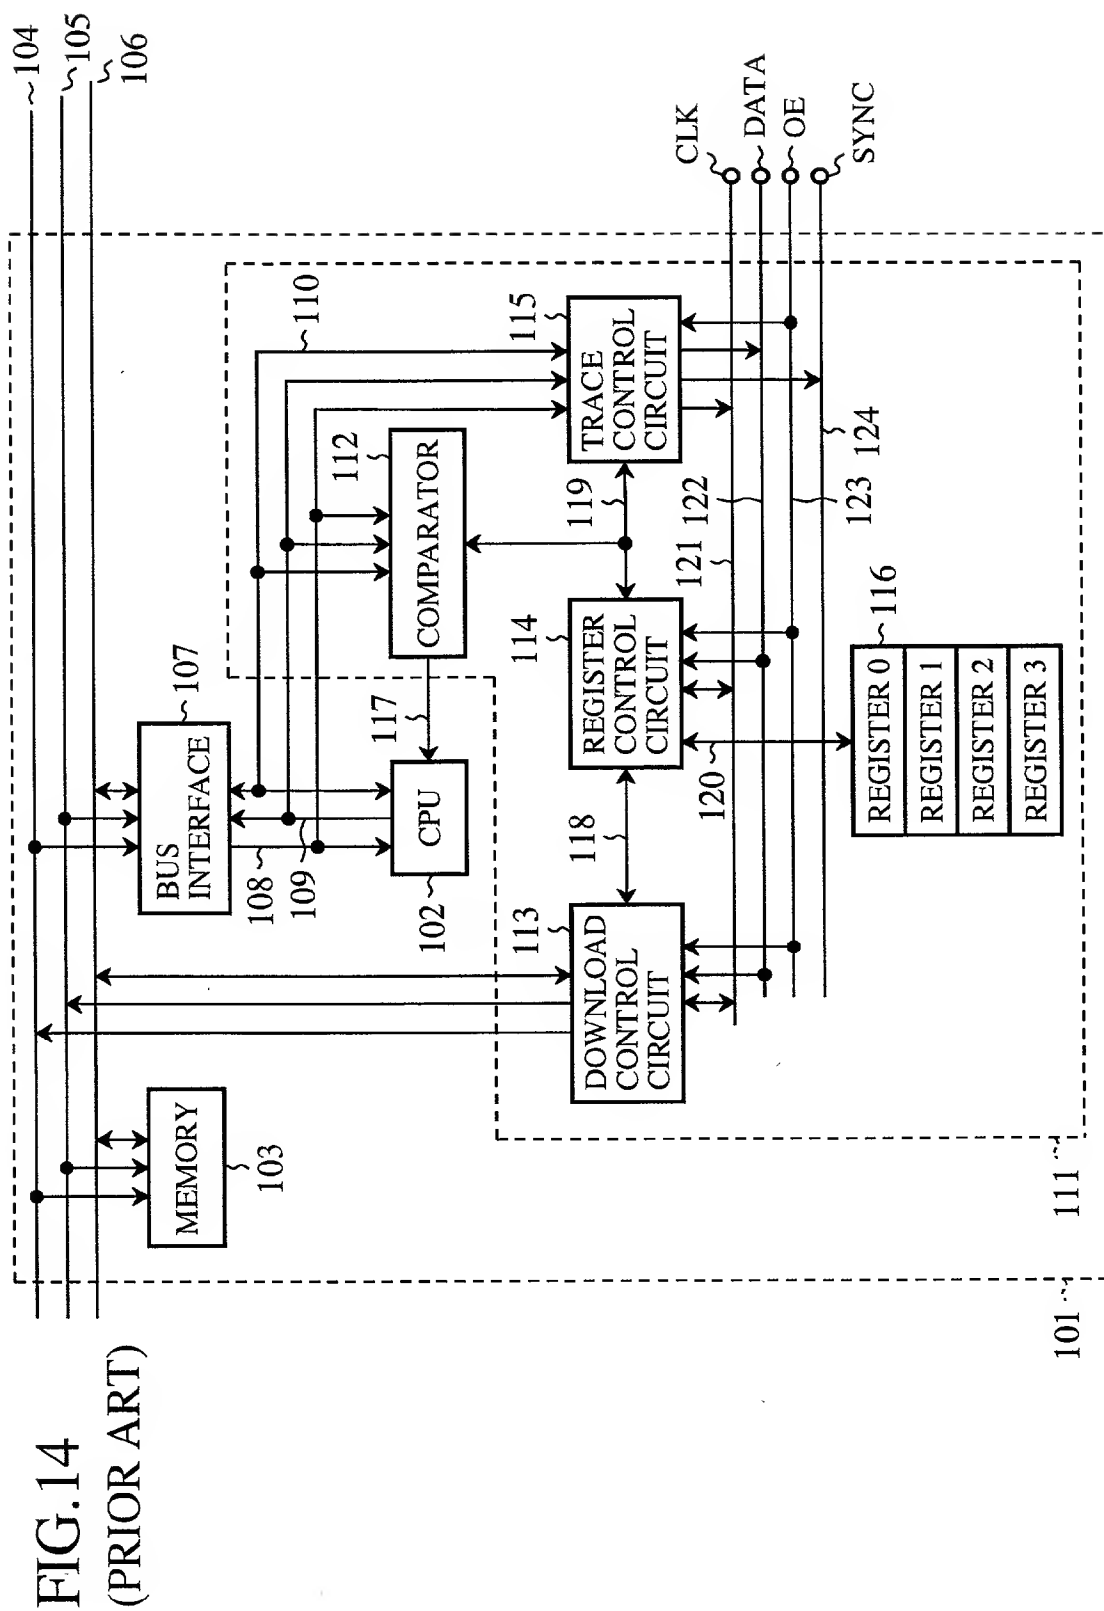 FIG.14
(PRIOR ART)
104
105
106
MEMORY
103
BUS
INTERFACE
107
108
109
110
CPU
102
117
COMPARATOR
112
DOWNLOAD
CONTROL
CIRCUIT
113
118
REGISTER
CONTROL
CIRCUIT
114
119
TRACE
CONTROL
CIRCUIT
115
120
121
122
123
124
CLK
DATA
OE
SYNC
REGISTER 0
REGISTER 1
REGISTER 2
REGISTER 3
116
111
101